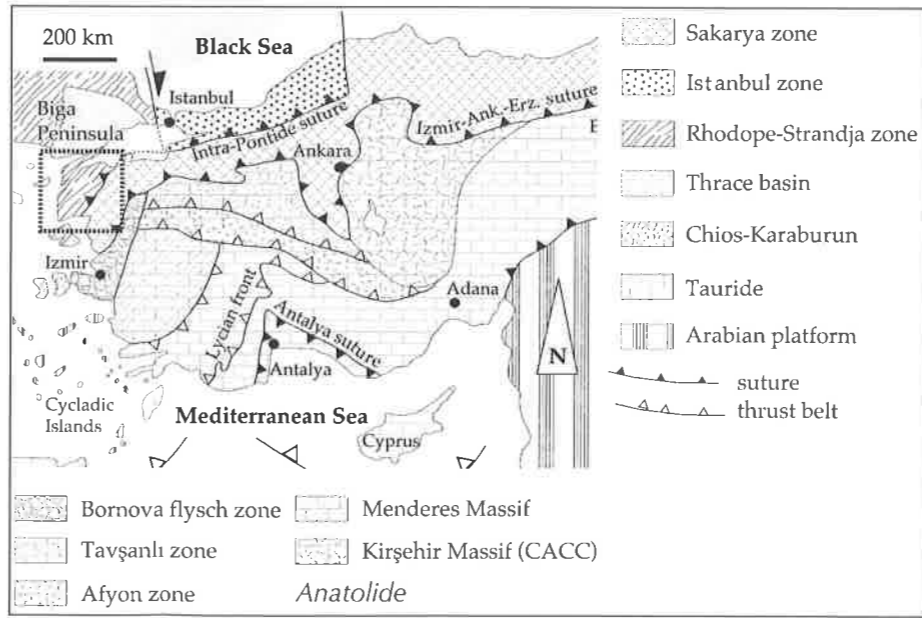 200 km
Black Sea
Istanbul
Biga
Peninsula
Intra-Pontide suture
Izmir-Ank.-Erz. suture
E
Ankara
Izmir
Lycian front
Antalya suture
Adana
Antalya
N
Cycladic
Islands
Mediterranean Sea
Cyprus
Sakarya zone
Istanbul zone
Rhodope-Strandja zone
Thrace basin
Chios-Karaburun
Tauride
Arabian platform
suture
thrust belt
Bornova flysch zone
Tavşanlı zone
Afyon zone
Menderes Massif
Kirşehir Massif (CACC)
Anatolide